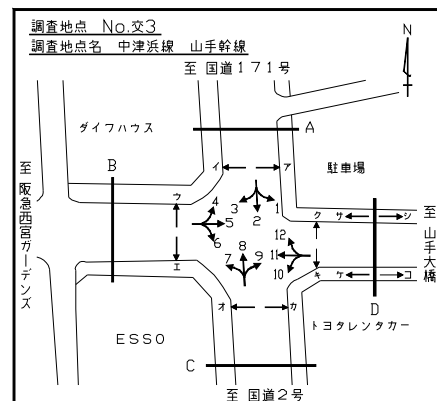 調査地点 No.交3
調査地点名 中津浜線 山手幹線
N
至 国道171号
ダイワハウス
A
イ
ア
駐車場
B
至 阪急西宮ガーデンズ
ウ
4
3
2
1
ク
サ
シ
至 山手大橋
5
6
12
エ
7
8
9
11
10
キ
ケ
コ
オ
カ
D
トヨタレンタカー
ESSO
C
至 国道2号